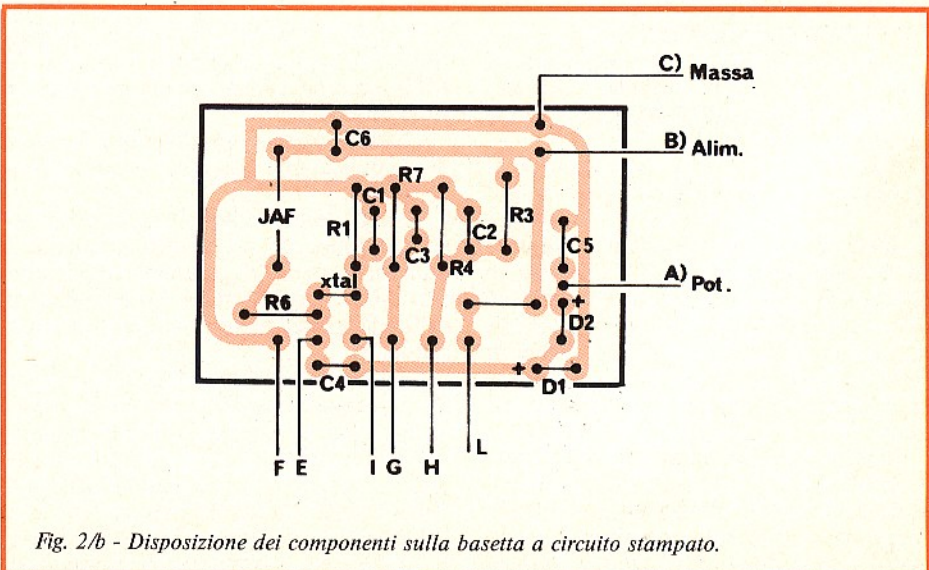 C) Massa
B) Alim.
C6
R7
C1
JAF
R1
C2
R3
C3
C5
R4
xtal
A) Pot.
R6
+
D2
+
C4
D1
L
F E I G H
Fig. 2/b - Disposizione dei componenti sulla basetta a circuito stampato.